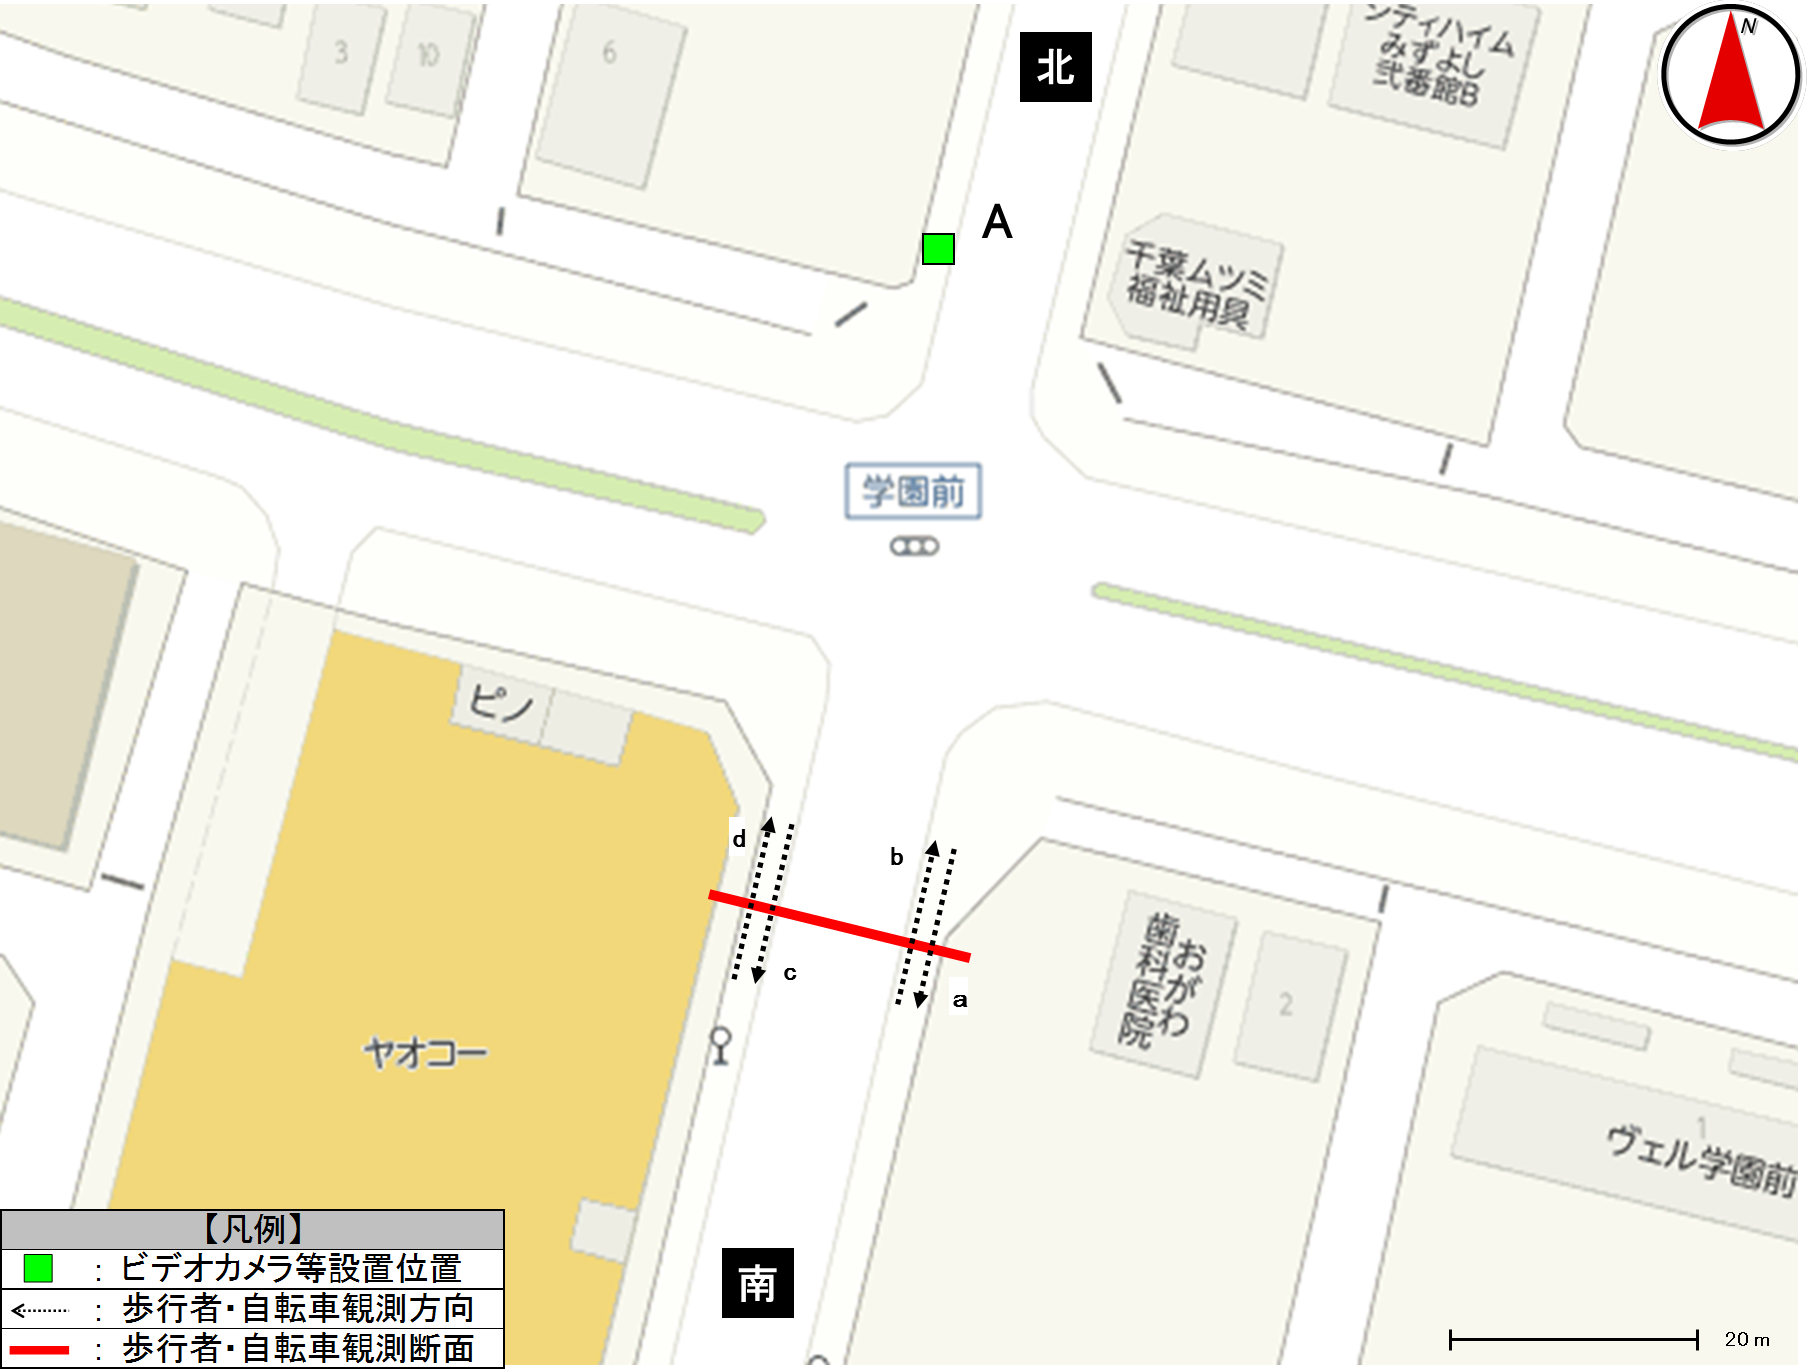 3
10
6
北
ンティハイム
みずよし
弐番館B
N
A
千葉ムツミ
福祉用具
学園前
ピノ
d
b
c
a
おがわ
歯科医院
2
ヤオコー
1
ヴェル学園前
南
【凡例】
： ビデオカメラ等設置位置
： 歩行者・自転車観測方向
： 歩行者・自転車観測断面
20 m